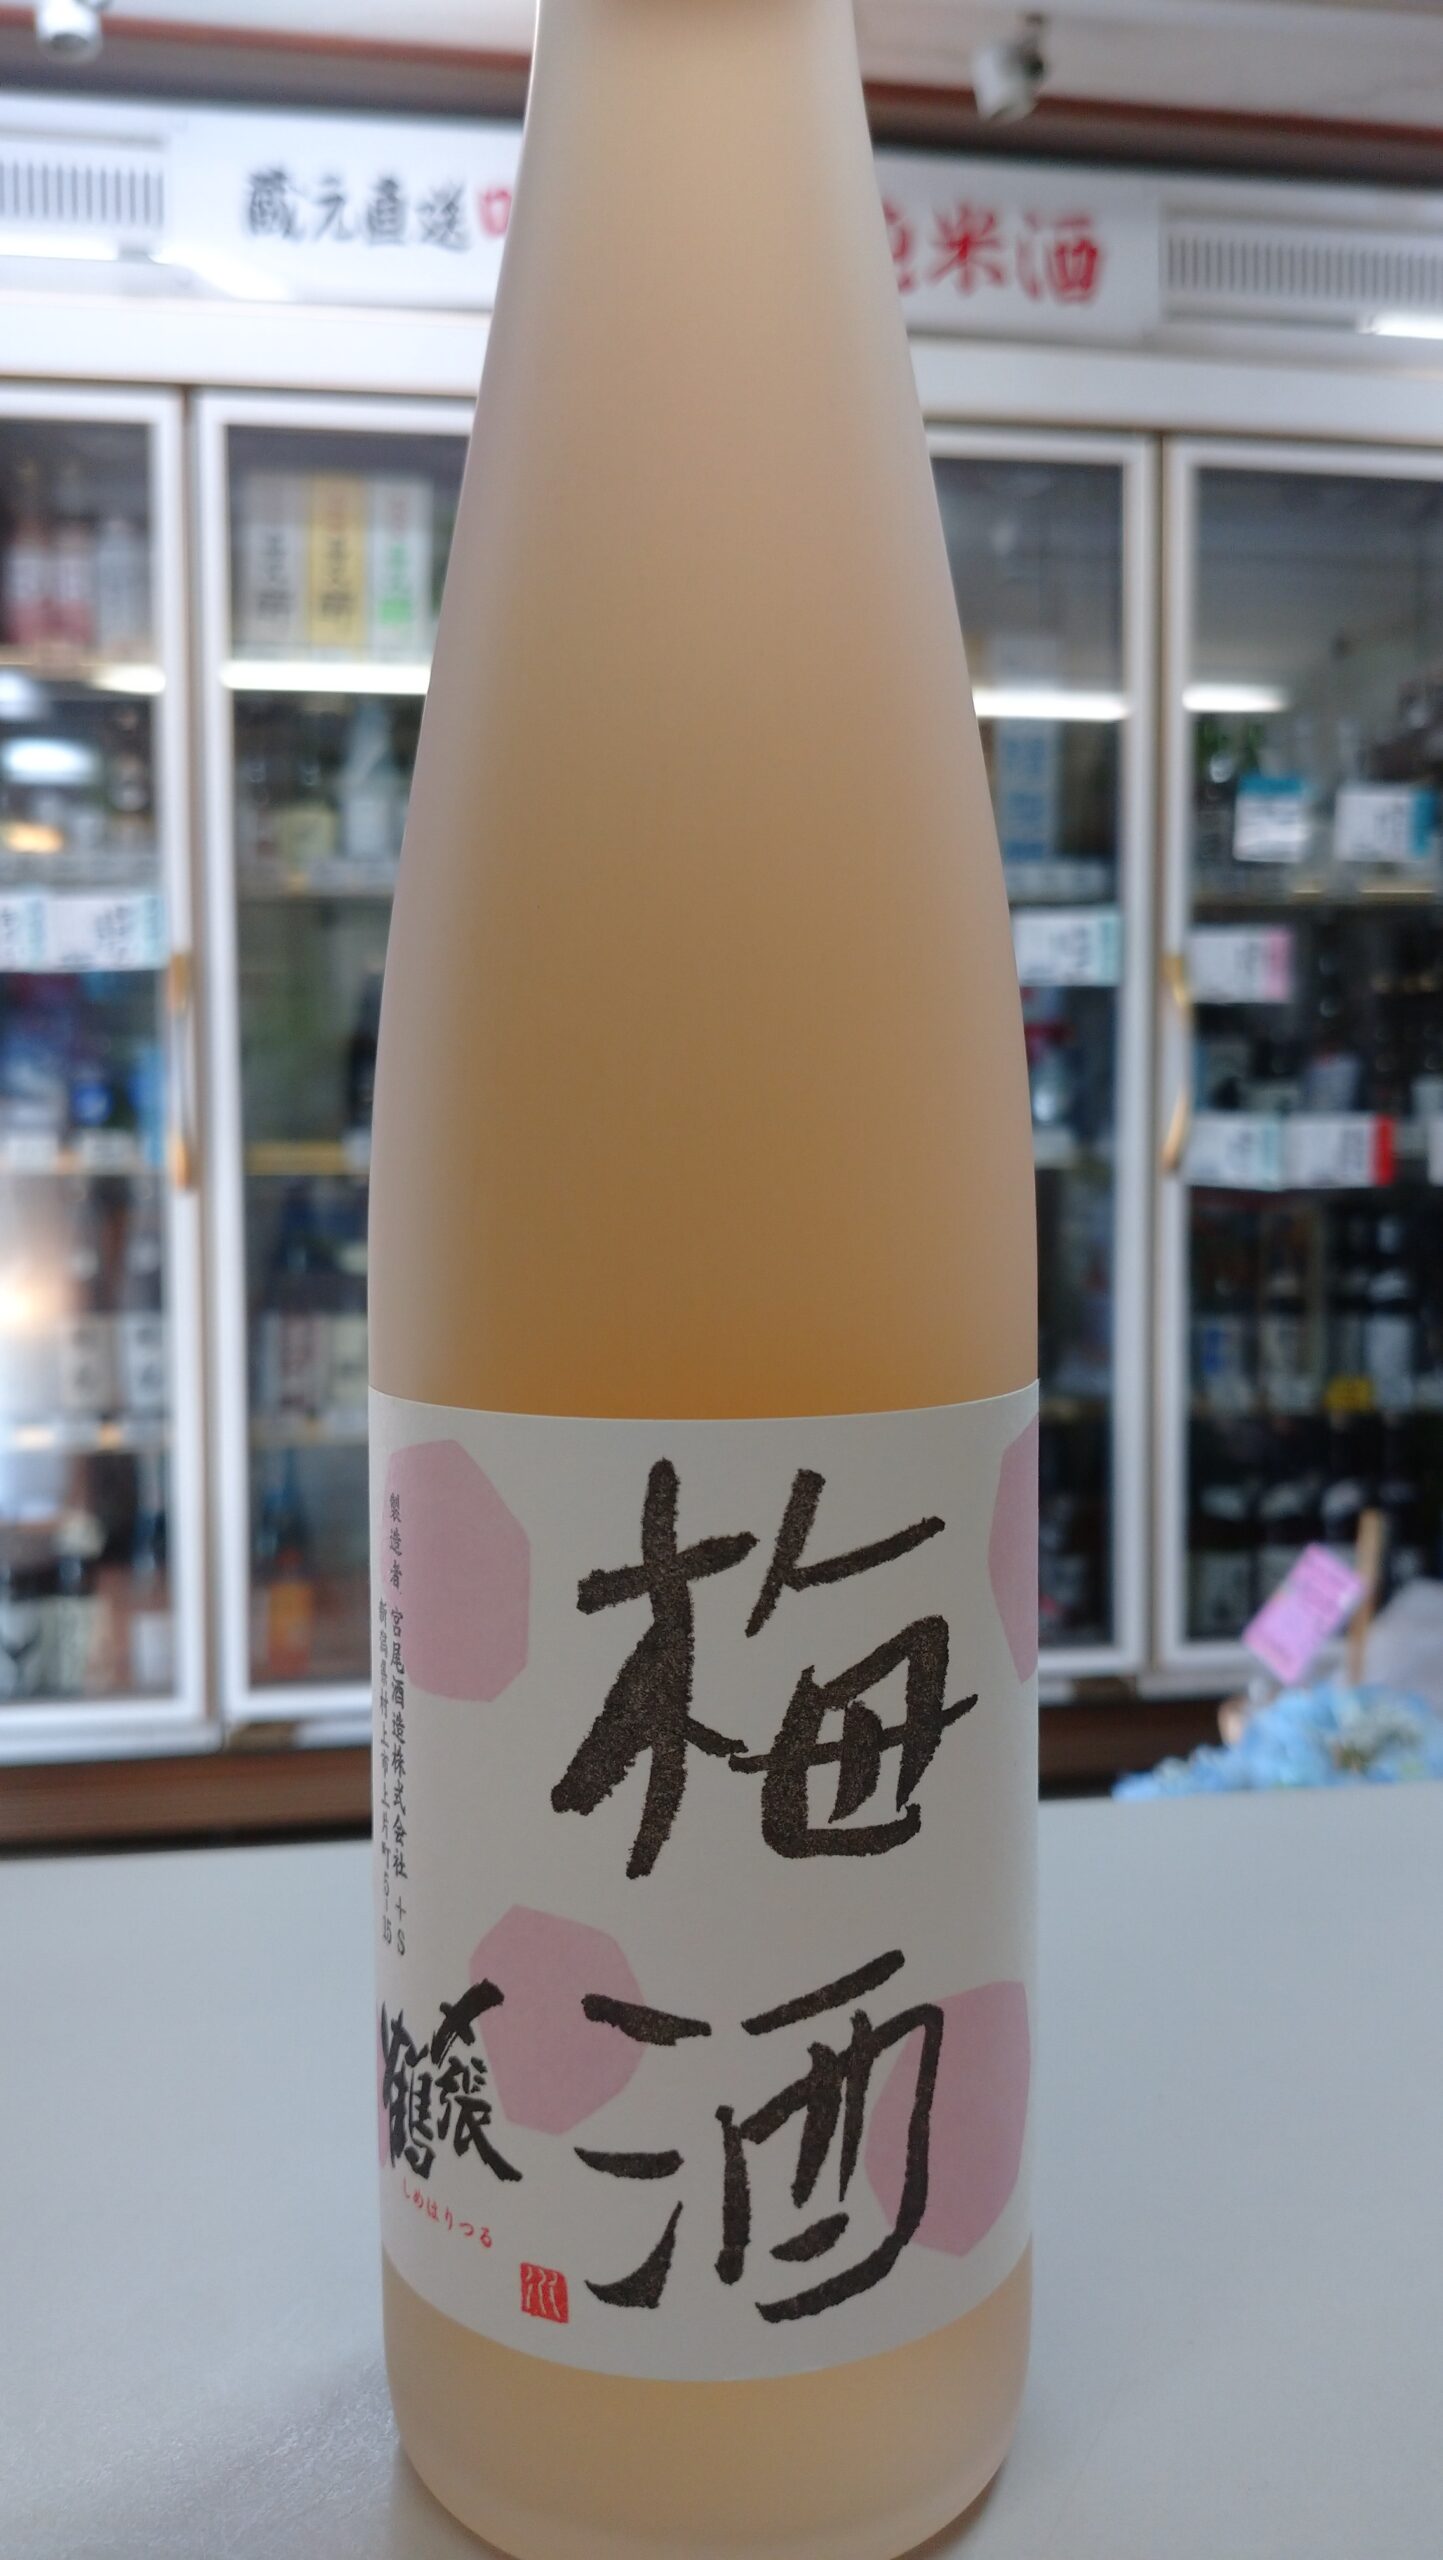 蔵元直送
米酒
梅酒
製造者 宮尾酒造株式会社 +S
新潟県村上市上片町5-15
〆張鶴
しめはりつる